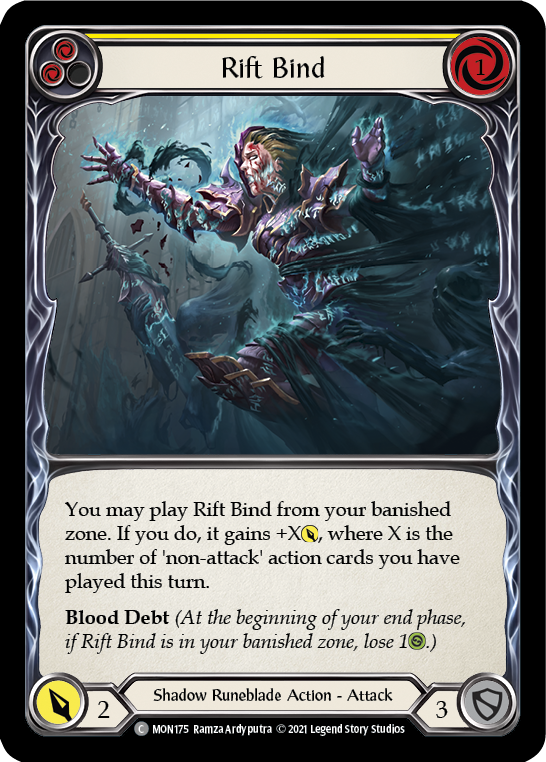 Rift Bind
1
You may play Rift Bind from your banished
zone. If you do, it gains +X, where X is the
number of 'non-attack' action cards you have
played this turn.
Blood Debt (At the beginning of your end phase,
if Rift Bind is in your banished zone, lose 1.)
2
Shadow Runeblade Action - Attack
3
C MON175 Ramza Ardyputra © 2021 Legend Story Studios